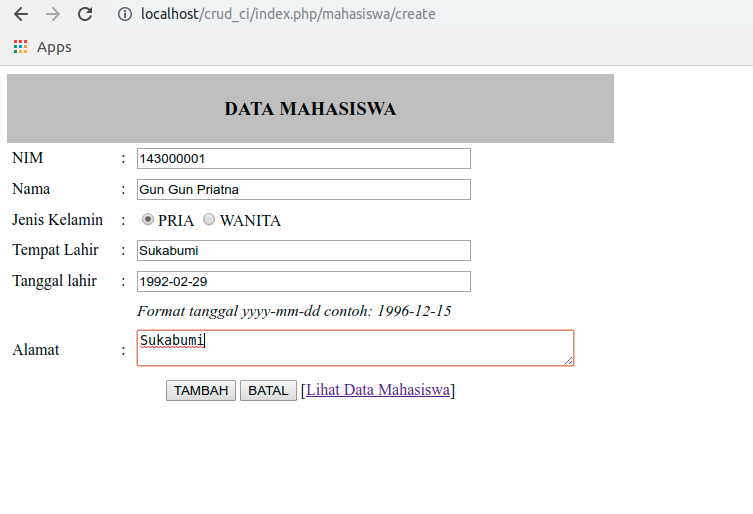 localhost/crud_ci/index.php/mahasiswa/create
Apps
DATA MAHASISWA
NIM : 143000001
Nama : Gun Gun Priatna
Jenis Kelamin : PRIA WANITA
Tempat Lahir : Sukabumi
Tanggal lahir : 1992-02-29
Format tanggal yyyy-mm-dd contoh: 1996-12-15
Alamat : Sukabumi
TAMBAH BATAL [Lihat Data Mahasiswa]